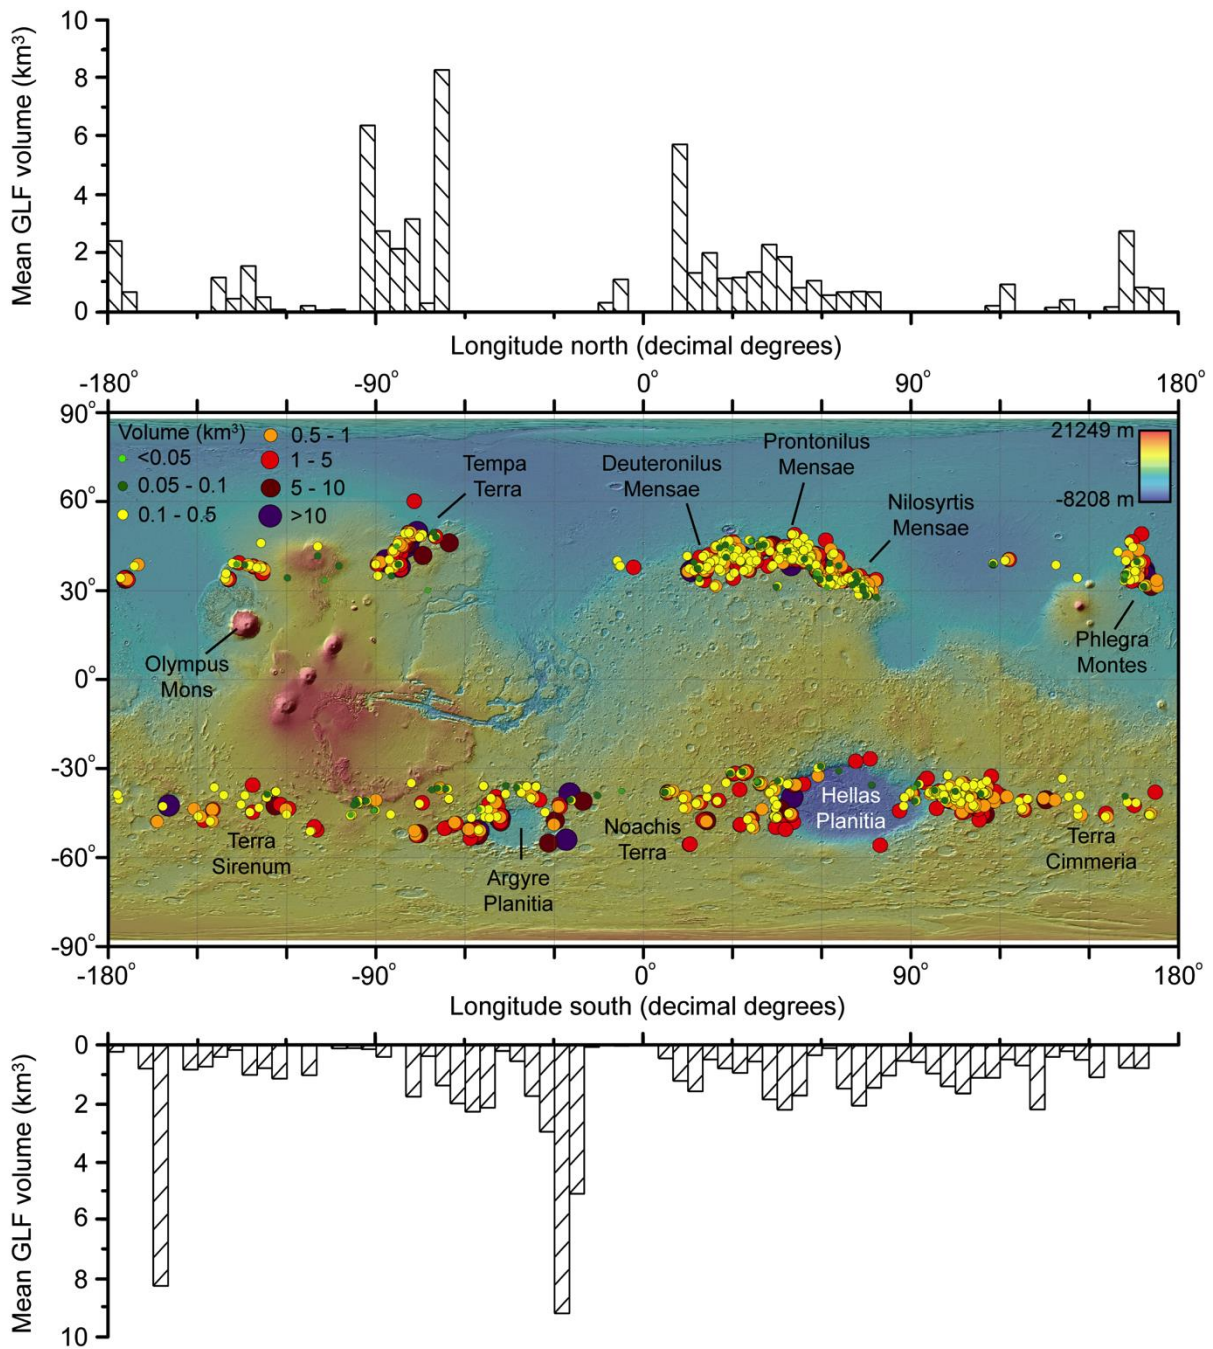 10
8
6
4
2
0
Mean GLF volume (km³)
Longitude north (decimal degrees)
-180° -90° 0° 90° 180°
90°
60°
30°
0°
-30°
-60°
-90°
Volume (km³)
<0.05
0.05 - 0.1
0.1 - 0.5
0.5 - 1
1 - 5
5 - 10
>10
Tempa
Terra
Deuteronilus
Mensae
Prontonilus
Mensae
Nilosyrtis
Mensae
21249 m
-8208 m
Olympus
Mons
Phlegra
Montes
Terra
Sirenum
Argyre
Planitia
Noachis
Terra
Hellas
Planitia
Terra
Cimmeria
-180° -90° 0° 90° 180°
Longitude south (decimal degrees)
0
2
4
6
8
10
Mean GLF volume (km³)